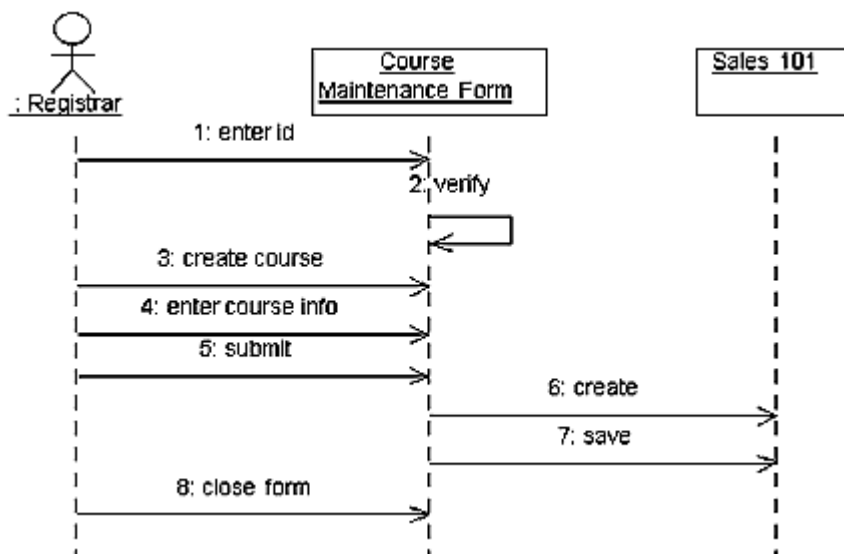 : Registrar
Course
Maintenance Form
Sales 101
1: enter id
2: verify
3: create course
4: enter course info
5: submit
6: create
7: save
8: close form